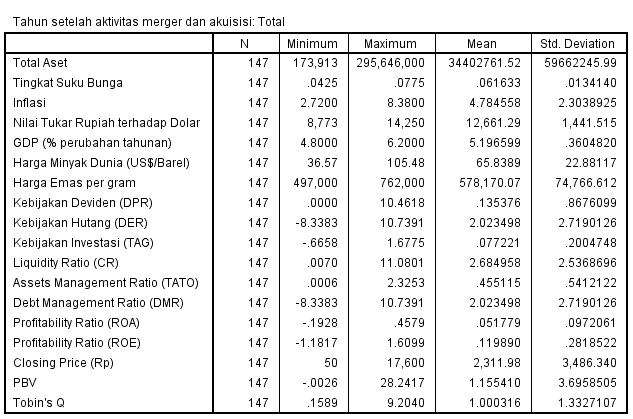 Tahun setelah aktivitas merger dan akuisisi: Total
N Minimum Maximum Mean Std. Deviation
Total Aset 147 173,913 295,646,000 34402761.52 59662245.99
Tingkat Suku Bunga 147 .0425 .0775 .061633 .0134140
Inflasi 147 2.7200 8.3800 4.784558 2.3038925
Nilai Tukar Rupiah terhadap Dolar 147 8,773 14,250 12,661.29 1,441.515
GDP (% perubahan tahunan) 147 4.8000 6.2000 5.196599 .3604820
Harga Minyak Dunia (US$/Barel) 147 36.57 105.48 65.8389 22.88117
Harga Emas per gram 147 497,000 762,000 578,170.07 74,766.612
Kebijakan Deviden (DPR) 147 .0000 10.4618 .135376 .8676099
Kebijakan Hutang (DER) 147 -8.3383 10.7391 2.023498 2.7190126
Kebijakan Investasi (TAG) 147 -.6658 1.6775 .077221 .2004748
Liquidity Ratio (CR) 147 .0070 11.0801 2.684958 2.5368696
Assets Management Ratio (TATO) 147 .0006 2.3253 .455115 .5412122
Debt Management Ratio (DMR) 147 -8.3383 10.7391 2.023498 2.7190126
Profitability Ratio (ROA) 147 -.1928 .4579 .051779 .0972061
Profitability Ratio (ROE) 147 -1.1817 1.6099 .119890 .2818522
Closing Price (Rp) 147 50 17,600 2,311.98 3,486.340
PBV 147 -.0026 28.2417 1.155410 3.6958505
Tobin's Q 147 .1589 9.2040 1.000316 1.3327107